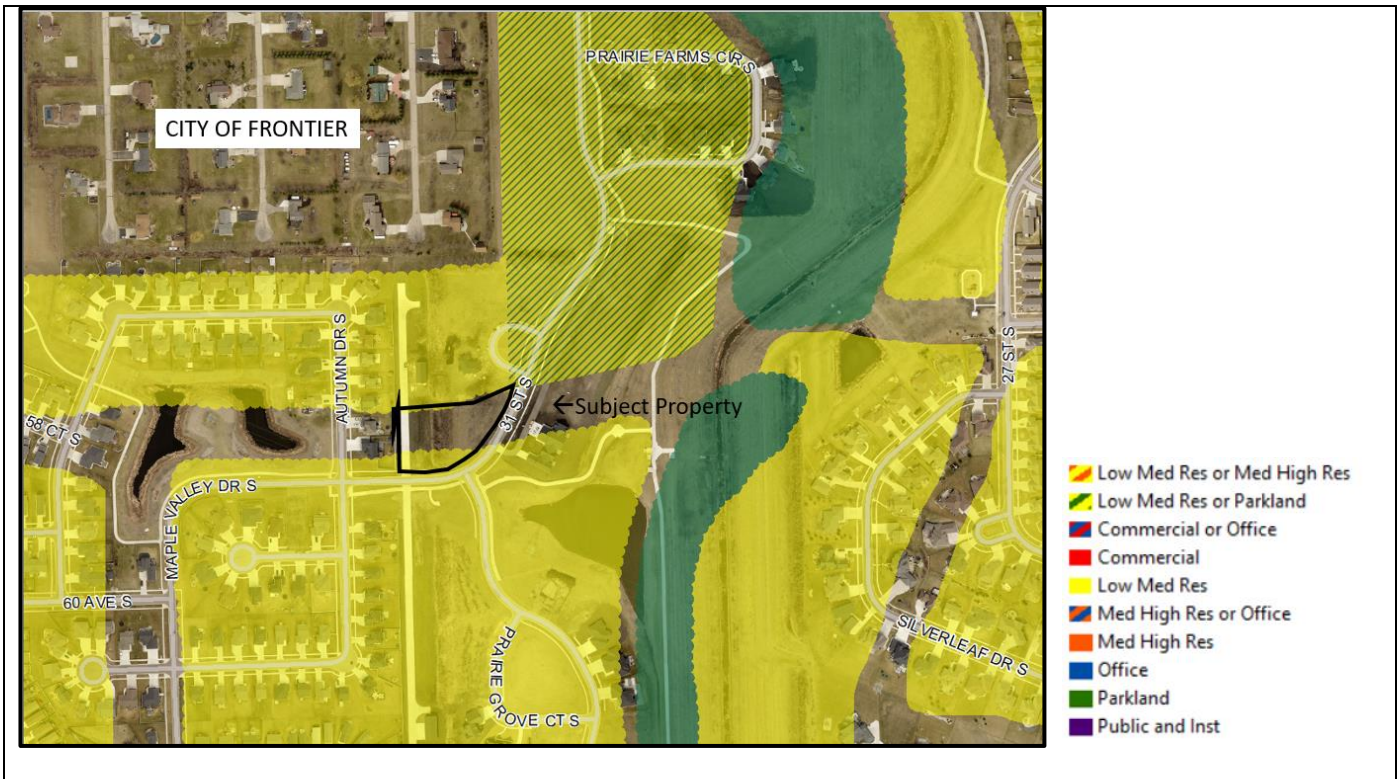 PRAIRIE FARMS CIR S
CITY OF FRONTIER
AUTUMN DR S
27 ST S
31 ST S
←Subject Property
58 CT S
MAPLE VALLEY DR S
60 AVE S
SILVERLEAF DR S
PRAIRIE GROVE CT S
Low Med Res or Med High Res
Low Med Res or Parkland
Commercial or Office
Commercial
Low Med Res
Med High Res or Office
Med High Res
Office
Parkland
Public and Inst